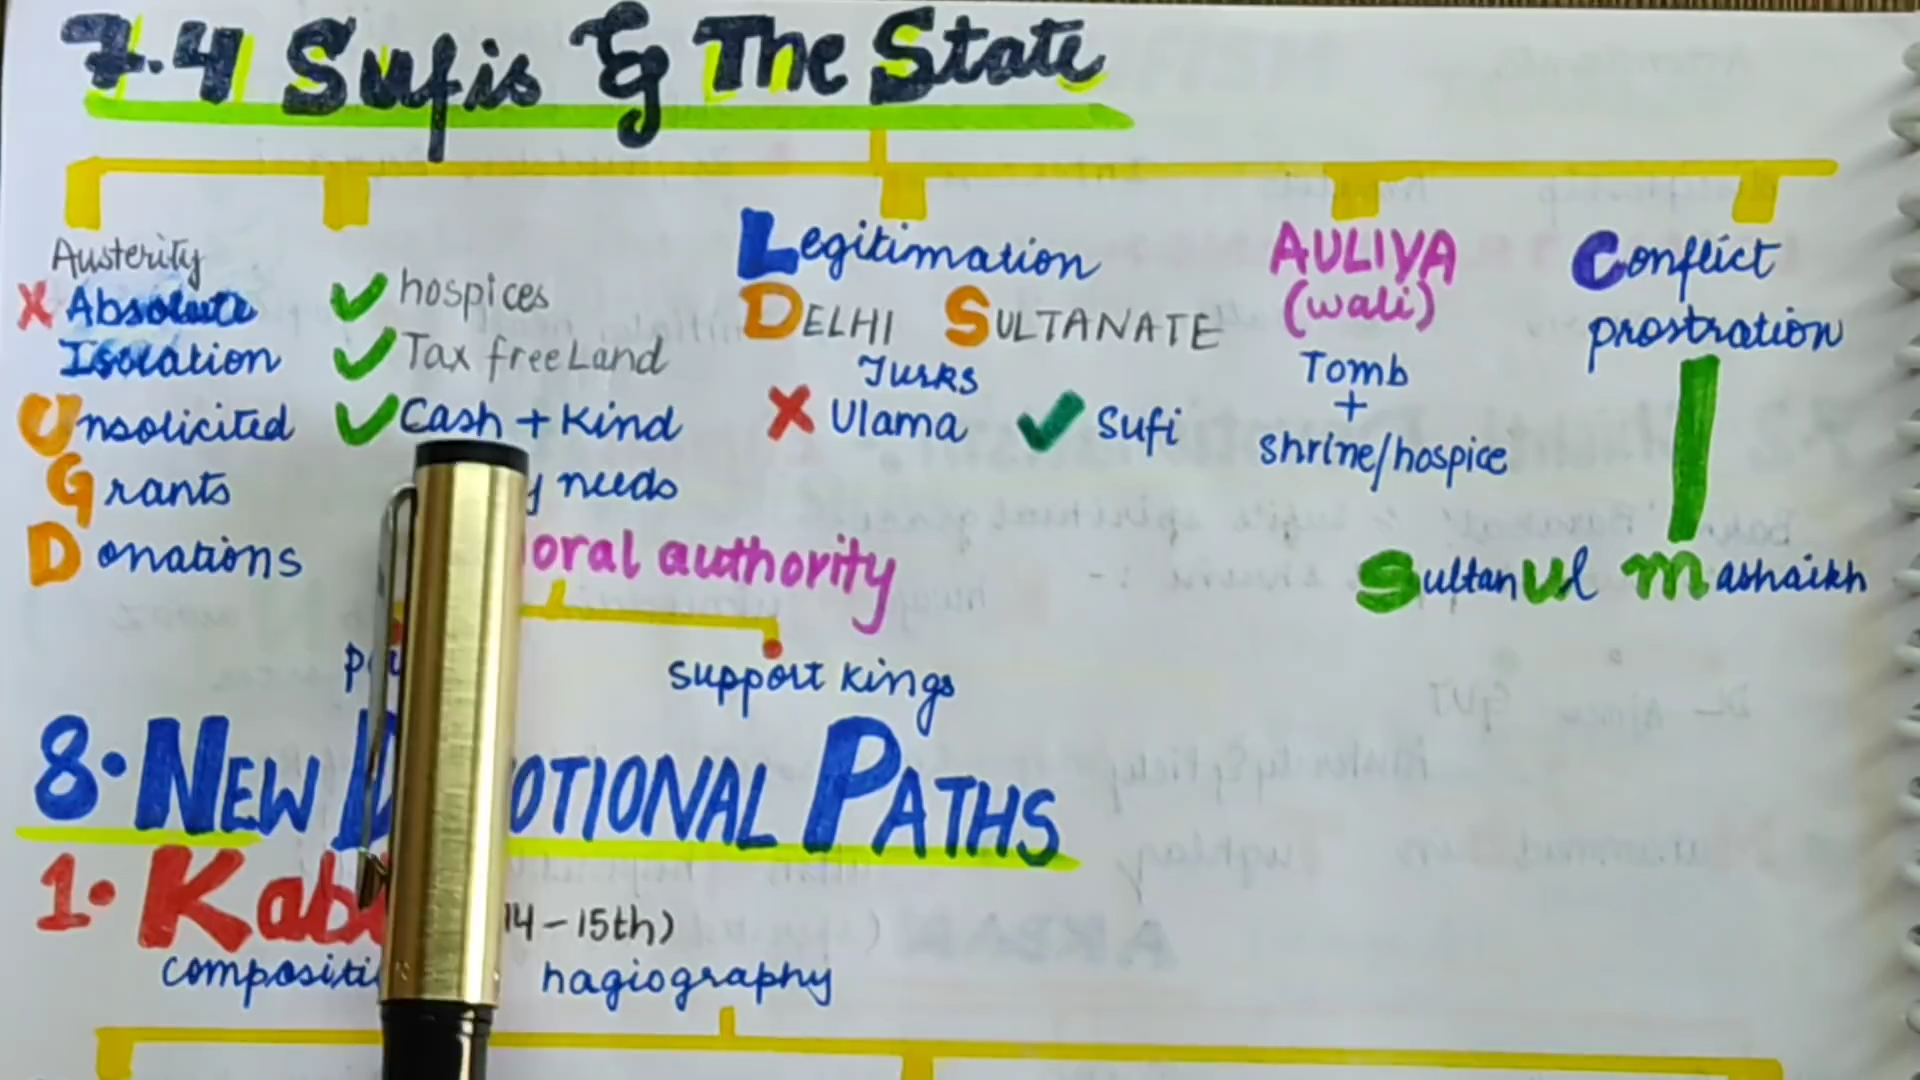 7.4 Sufis & The State
Austerity
X Absolute
Isolation
Unsolicited
Grants
Donations
✓ hospices
✓ Tax free Land
✓ Cash + Kind
needs
oral authority
support kings
Legitimation
DELHI SULTANATE
Turks
X Ulama ✓ Sufi
AULIYA
(wali)
Tomb
+
Shrine/hospice
Conflict
prostration
Sultan Ul Mashaikh
8. NEW D OTIONAL PATHS
1. Kab 14-15th)
compositi hagiography